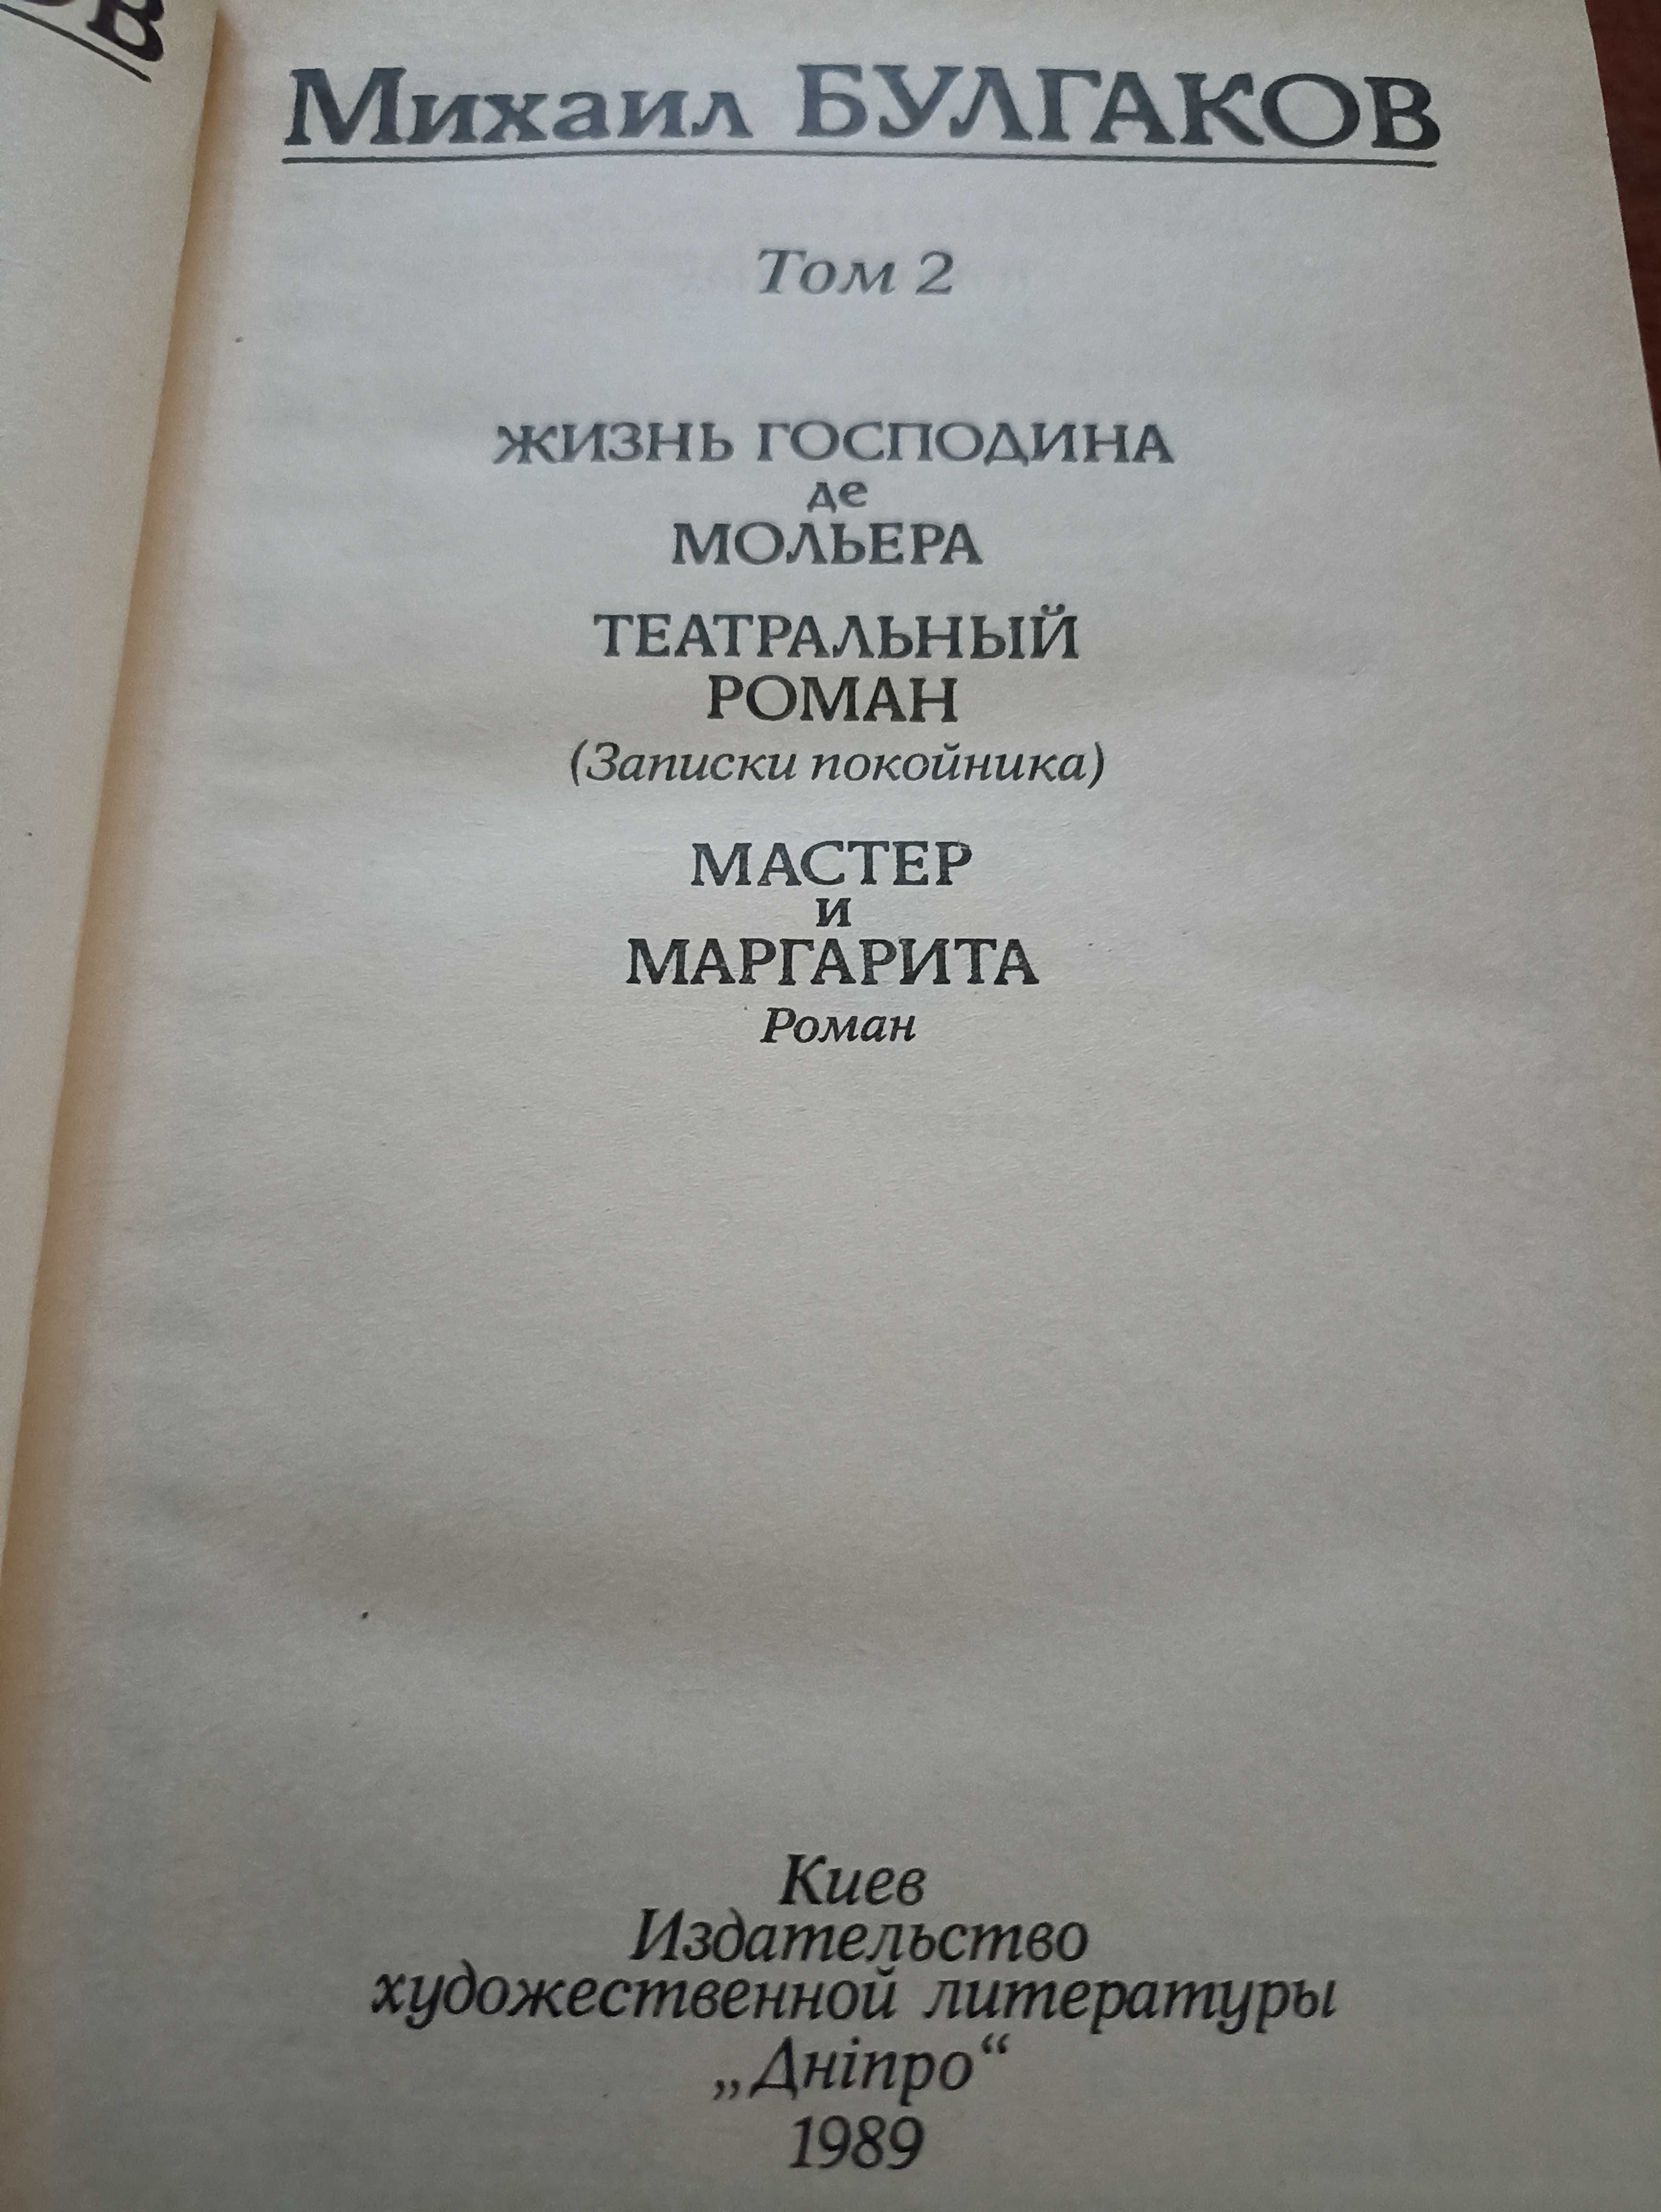 Михаил БУЛГАКОВ
Том 2
ЖИЗНЬ ГОСПОДИНА
де
МОЛЬЕРА
ТЕАТРАЛЬНЫЙ
РОМАН
(Записки покойника)
МАСТЕР
и
МАРГАРИТА
Роман
Киев
Издательство
художественной литературы
„Дніпро“
1989